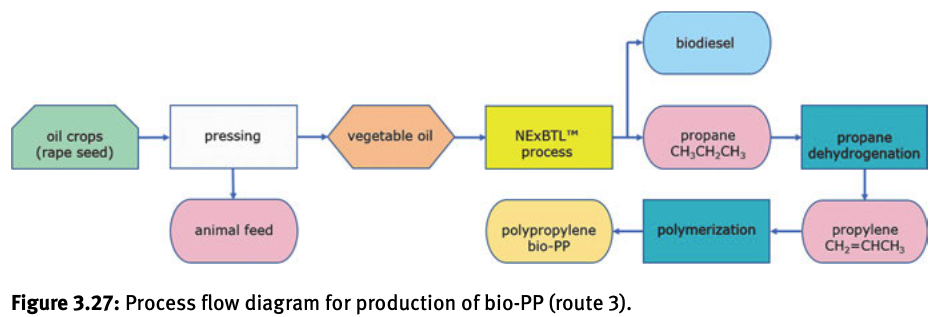 biodiesel
oil crops
(rape seed)
pressing
vegetable oil
NExBTL™
process
propane
CH₃CH₂CH₃
propane
dehydrogenation
animal feed
polypropylene
bio-PP
polymerization
propylene
CH₂=CHCH₃
Figure 3.27: Process flow diagram for production of bio-PP (route 3).